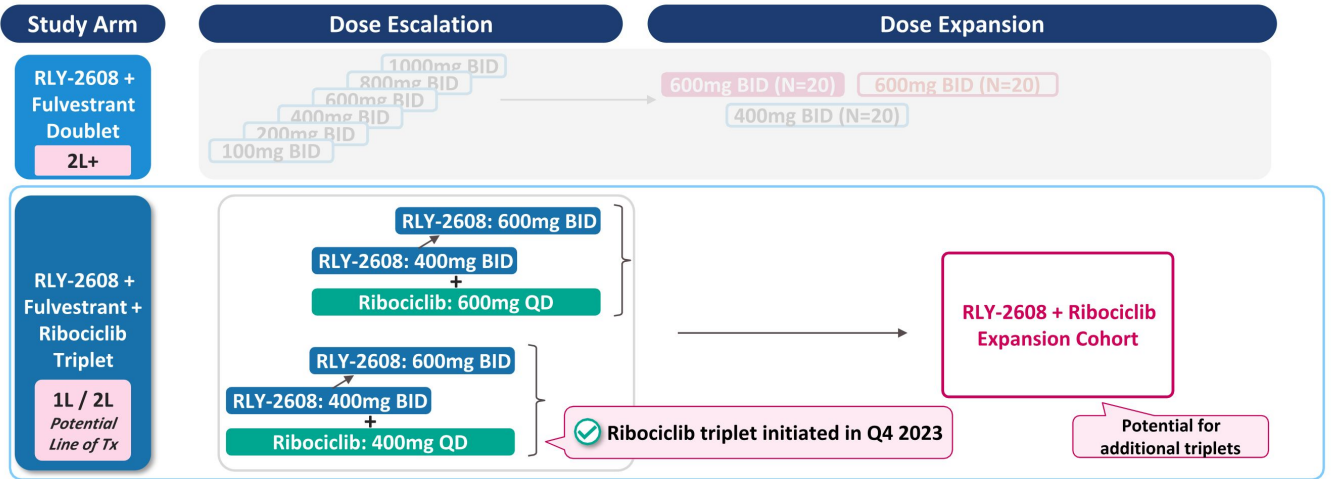 Study Arm
Dose Escalation
Dose Expansion
RLY-2608 +
Fulvestrant
Doublet
2L+
1000mg BID
800mg BID
600mg BID
400mg BID
200mg BID
100mg BID
600mg BID (N=20)
600mg BID (N=20)
400mg BID (N=20)
RLY-2608 +
Fulvestrant +
Ribociclib
Triplet
1L / 2L
Potential
Line of Tx
RLY-2608: 600mg BID
RLY-2608: 400mg BID
+
Ribociclib: 600mg QD
RLY-2608: 600mg BID
RLY-2608: 400mg BID
+
Ribociclib: 400mg QD
Ribociclib triplet initiated in Q4 2023
RLY-2608 + Ribociclib
Expansion Cohort
Potential for
additional triplets